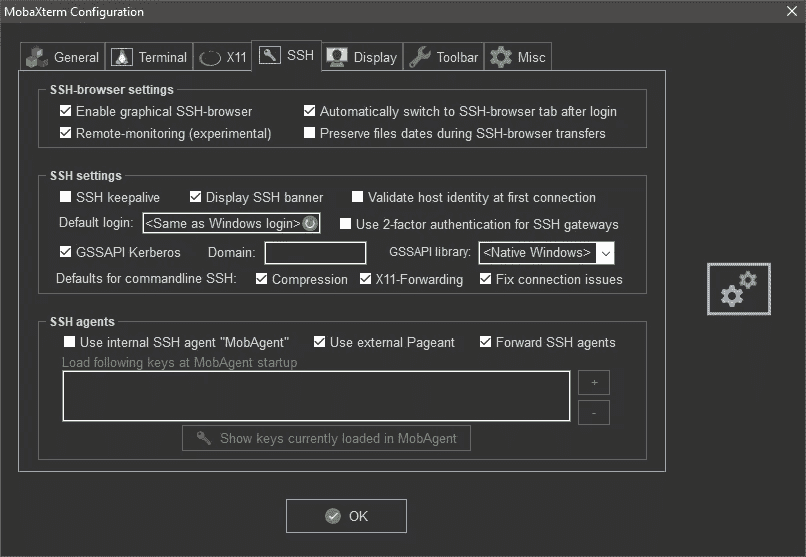 MobaXterm Configuration
General Terminal X11 SSH Display Toolbar Misc
SSH-browser settings
Enable graphical SSH-browser Automatically switch to SSH-browser tab after login
Remote-monitoring (experimental) Preserve files dates during SSH-browser transfers
SSH settings
SSH keepalive Display SSH banner Validate host identity at first connection
Default login: <Same as Windows login> Use 2-factor authentication for SSH gateways
GSSAPI Kerberos Domain: GSSAPI library: <Native Windows>
Defaults for commandline SSH: Compression X11-Forwarding Fix connection issues
SSH agents
Use internal SSH agent "MobAgent" Use external Pageant Forward SSH agents
Load following keys at MobAgent startup
+
-
Show keys currently loaded in MobAgent
OK